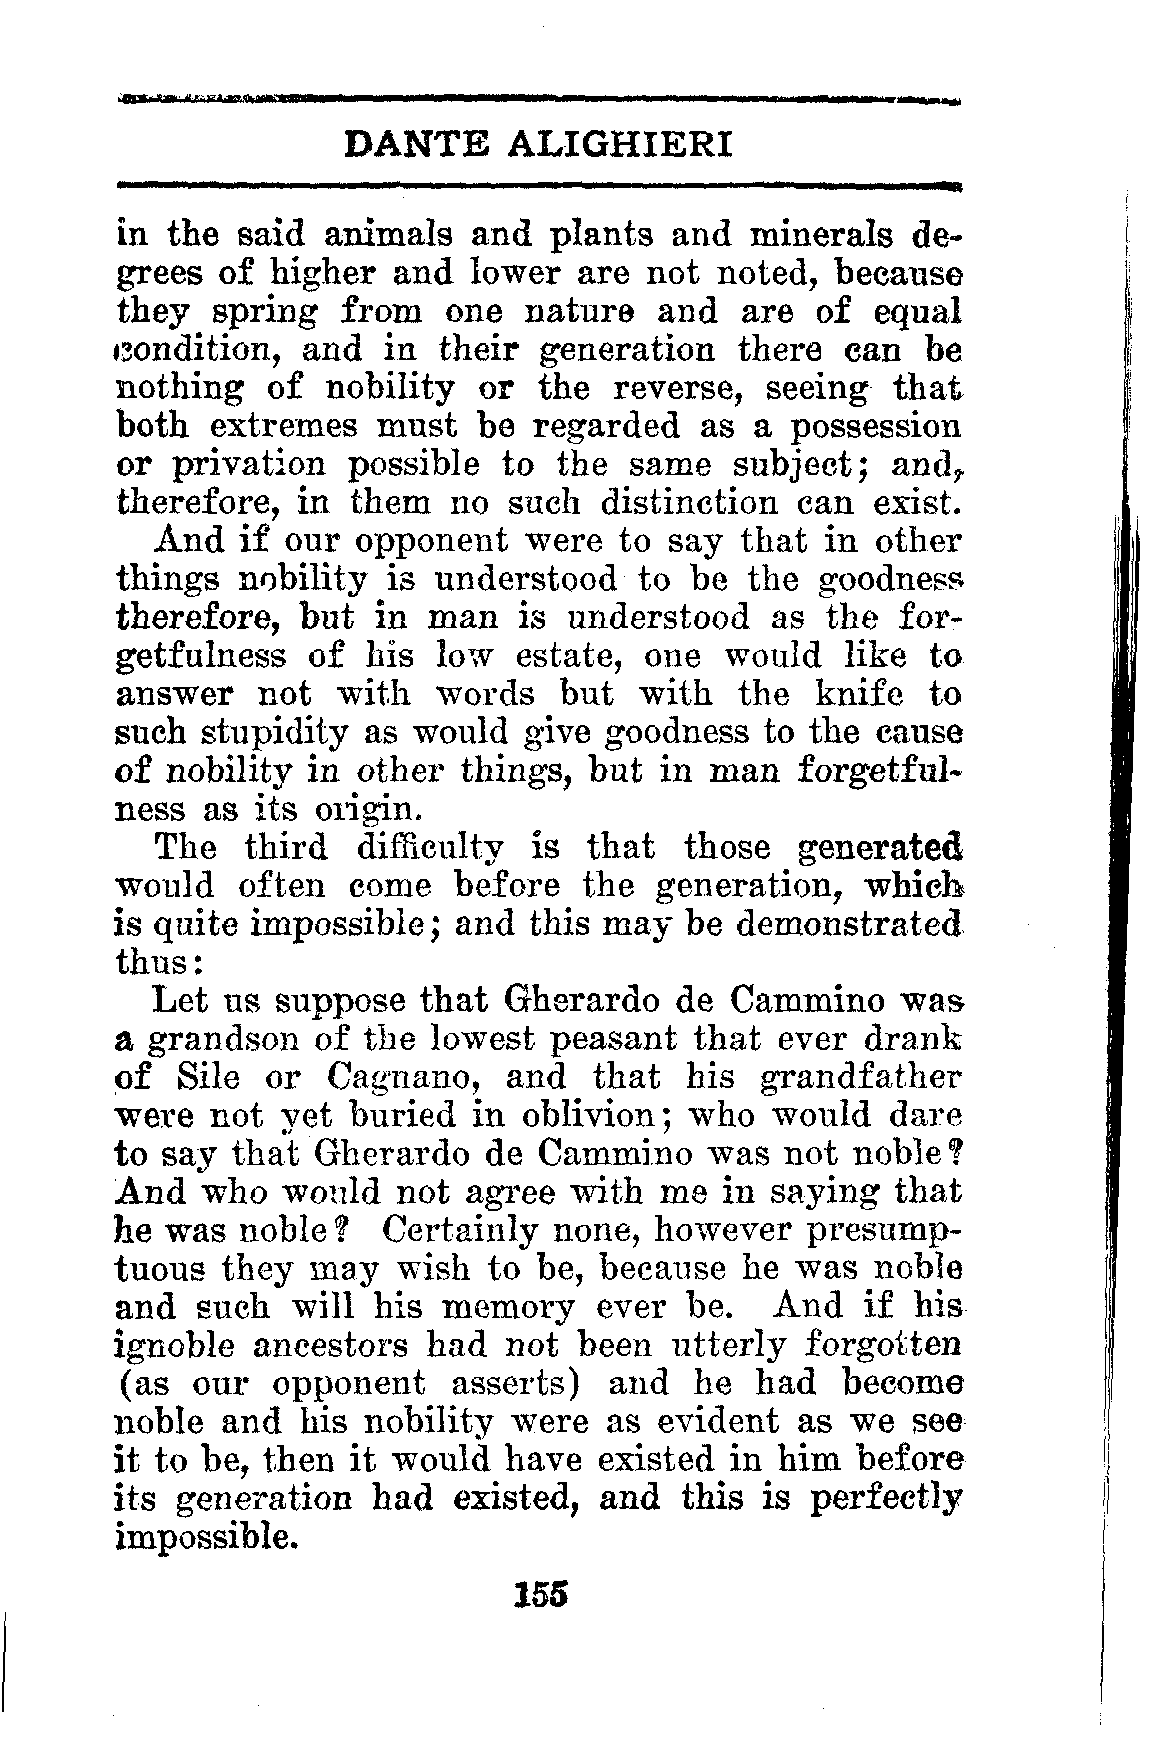 DANTE ALIGHIERI
in the said animals and plants and minerals de-
grees of higher and lower are not noted, because
they spring from one nature and are of equal
condition, and in their generation there can be
nothing of nobility or the reverse, seeing that
both extremes must be regarded as a possession
or privation possible to the same subject; and,
therefore, in them no such distinction can exist.
And if our opponent were to say that in other
things nobility is understood to be the goodness
therefore, but in man is understood as the for-
getfulness of his low estate, one would like to
answer not with words but with the knife to
such stupidity as would give goodness to the cause
of nobility in other things, but in man forgetful-
ness as its origin.
The third difficulty is that those generated
would often come before the generation, which
is quite impossible; and this may be demonstrated
thus:
Let us suppose that Gherardo de Cammino was
a grandson of the lowest peasant that ever drank
of Sile or Cagnano, and that his grandfather
were not yet buried in oblivion; who would dare
to say that Gherardo de Cammino was not noble?
And who would not agree with me in saying that
he was noble? Certainly none, however presump-
tuous they may wish to be, because he was noble
and such will his memory ever be. And if his
ignoble ancestors had not been utterly forgotten
(as our opponent asserts) and he had become
noble and his nobility were as evident as we see
it to be, then it would have existed in him before
its generation had existed, and this is perfectly
impossible.
155